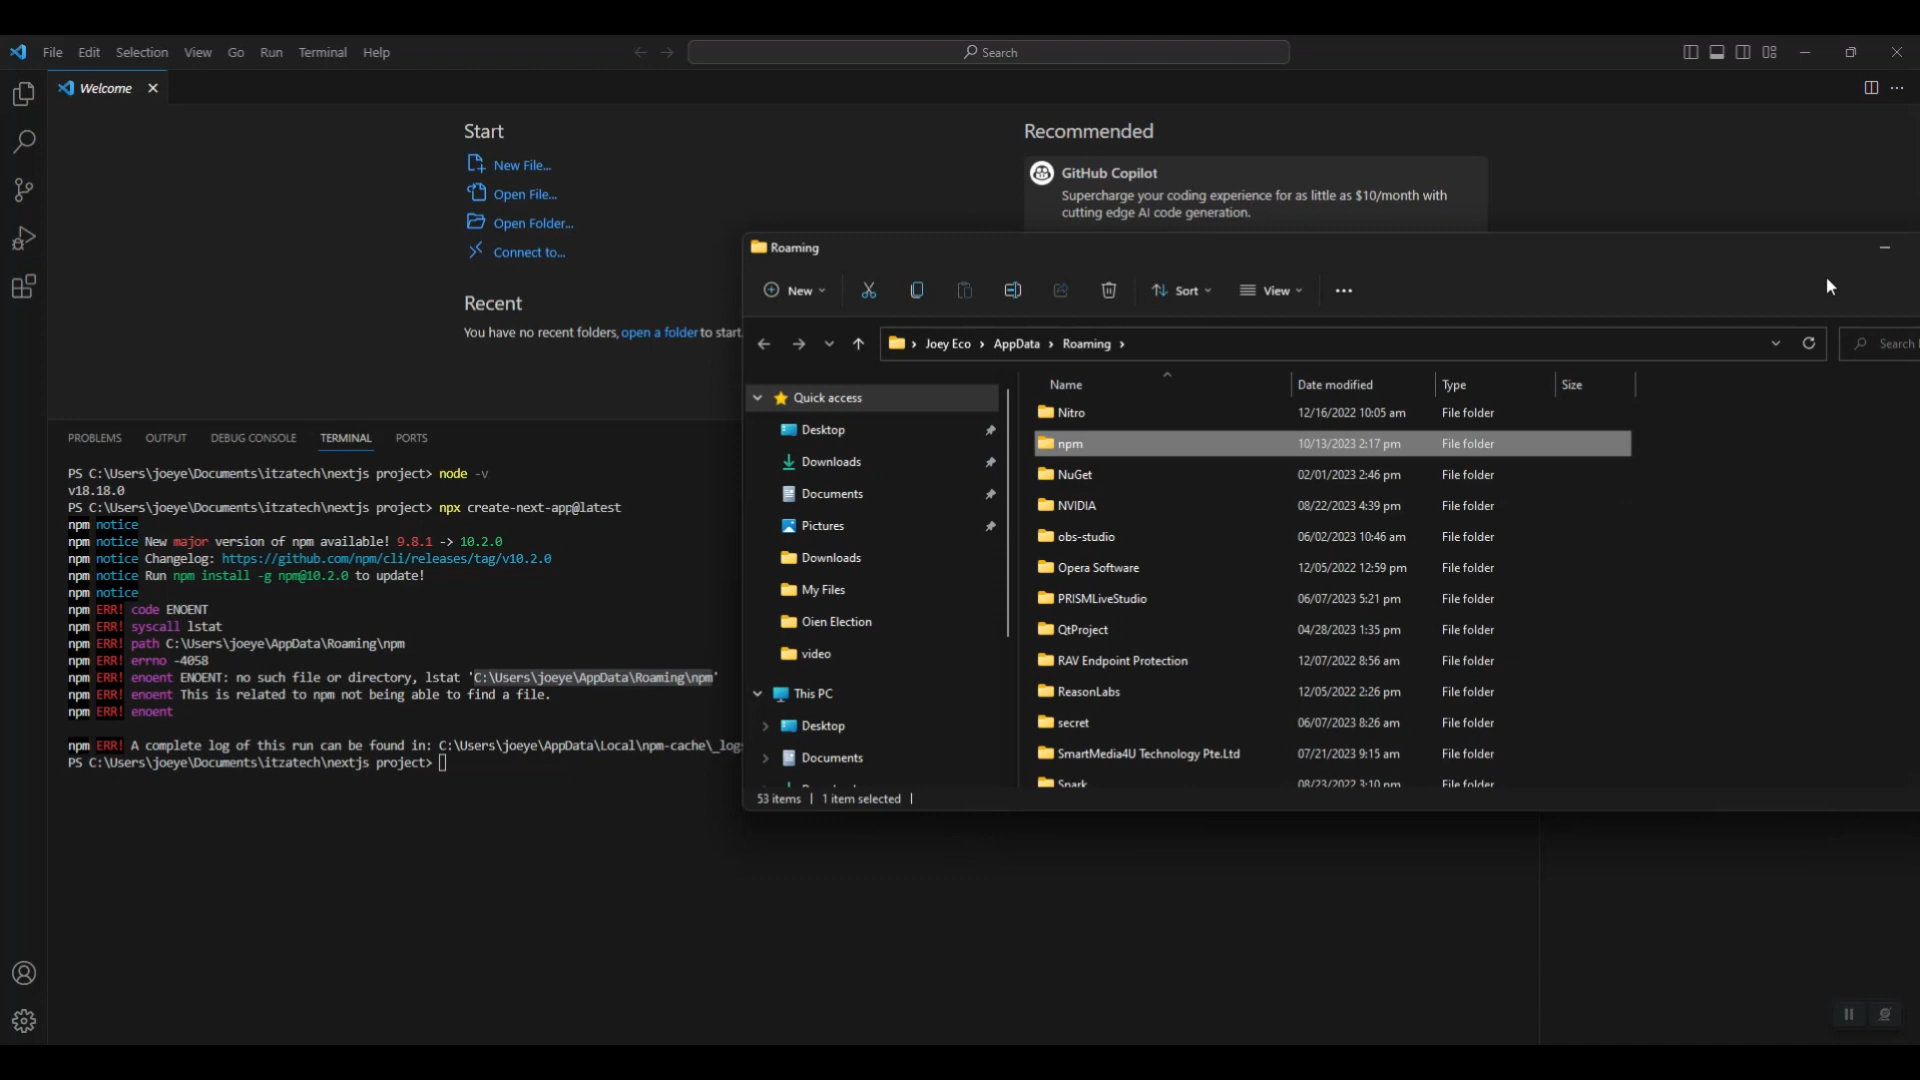 File Edit Selection View Go Run Terminal Help
Search
Welcome
Start
New File...
Open File...
Open Folder...
Connect to...
Recent
You have no recent folders, open a folder to start.
Recommended
GitHub Copilot
Supercharge your coding experience for as little as $10/month with
cutting edge AI code generation.
PROBLEMS OUTPUT DEBUG CONSOLE TERMINAL PORTS
PS C:\Users\joeye\Documents\itzatech\nextjs project> node -v
v18.18.0
PS C:\Users\joeye\Documents\itzatech\nextjs project> npx create-next-app@latest
npm notice
npm notice New major version of npm available! 9.8.1 -> 10.2.0
npm notice Changelog: https://github.com/npm/cli/releases/tag/v10.2.0
npm notice Run npm install -g npm@10.2.0 to update!
npm notice
npm ERR! code ENOENT
npm ERR! syscall lstat
npm ERR! path C:\Users\joeye\AppData\Roaming\npm
npm ERR! errno -4058
npm ERR! enoent ENOENT: no such file or directory, lstat 'C:\Users\joeye\AppData\Roaming\npm'
npm ERR! enoent This is related to npm not being able to find a file.
npm ERR! enoent
npm ERR! A complete log of this run can be found in: C:\Users\joeye\AppData\Local\npm-cache\_log
PS C:\Users\joeye\Documents\itzatech\nextjs project>
Roaming
New Sort View
Joey Eco > AppData > Roaming >
Search
Quick access
Desktop
Downloads
Documents
Pictures
Downloads
My Files
Oien Election
video
This PC
Desktop
Documents
Name Date modified Type Size
Nitro 12/16/2022 10:05 am File folder
npm 10/13/2023 2:17 pm File folder
NuGet 02/01/2023 2:46 pm File folder
NVIDIA 08/22/2023 4:39 pm File folder
obs-studio 06/02/2023 10:46 am File folder
Opera Software 12/05/2022 12:59 pm File folder
PRISMLiveStudio 06/07/2023 5:21 pm File folder
QtProject 04/28/2023 1:35 pm File folder
RAV Endpoint Protection 12/07/2022 8:56 am File folder
ReasonLabs 12/05/2022 2:26 pm File folder
secret 06/07/2023 8:26 am File folder
SmartMedia4U Technology Pte.Ltd 07/21/2023 9:15 am File folder
Spark 08/23/2022 3:10 pm File folder
53 items 1 item selected